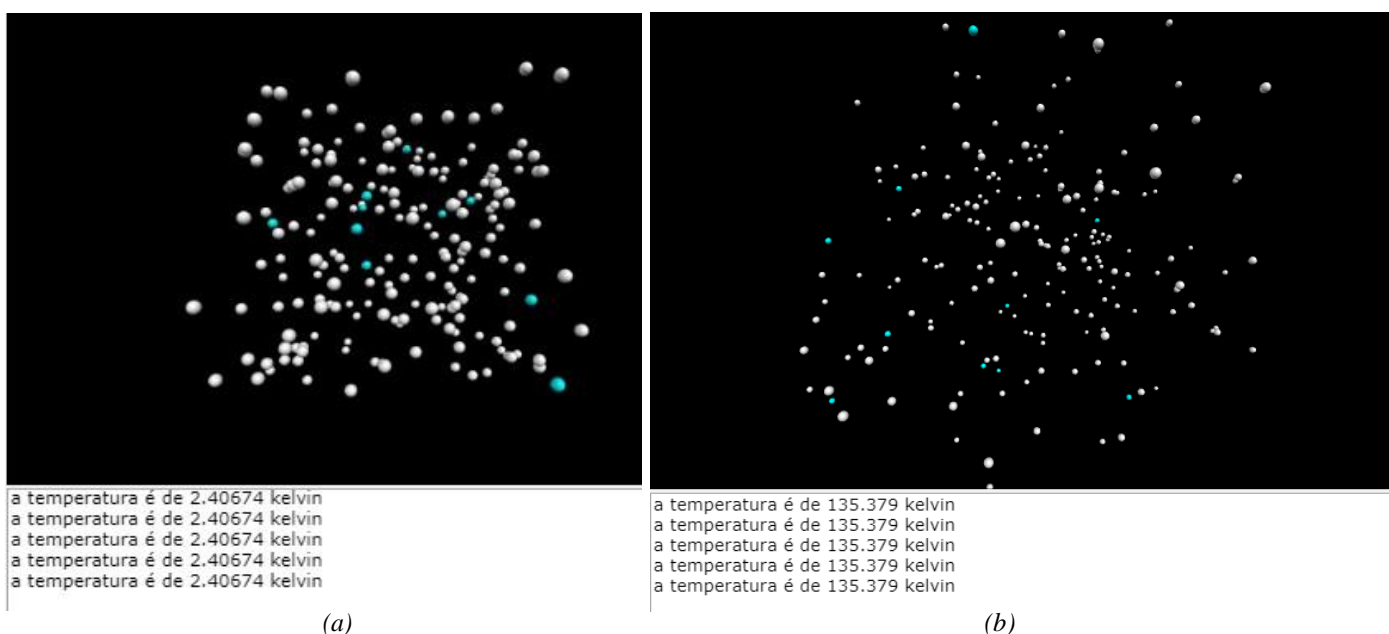 a temperatura é de 2.40674 kelvin
a temperatura é de 2.40674 kelvin
a temperatura é de 2.40674 kelvin
a temperatura é de 2.40674 kelvin
a temperatura é de 2.40674 kelvin
(a)
a temperatura é de 135.379 kelvin
a temperatura é de 135.379 kelvin
a temperatura é de 135.379 kelvin
a temperatura é de 135.379 kelvin
a temperatura é de 135.379 kelvin
(b)